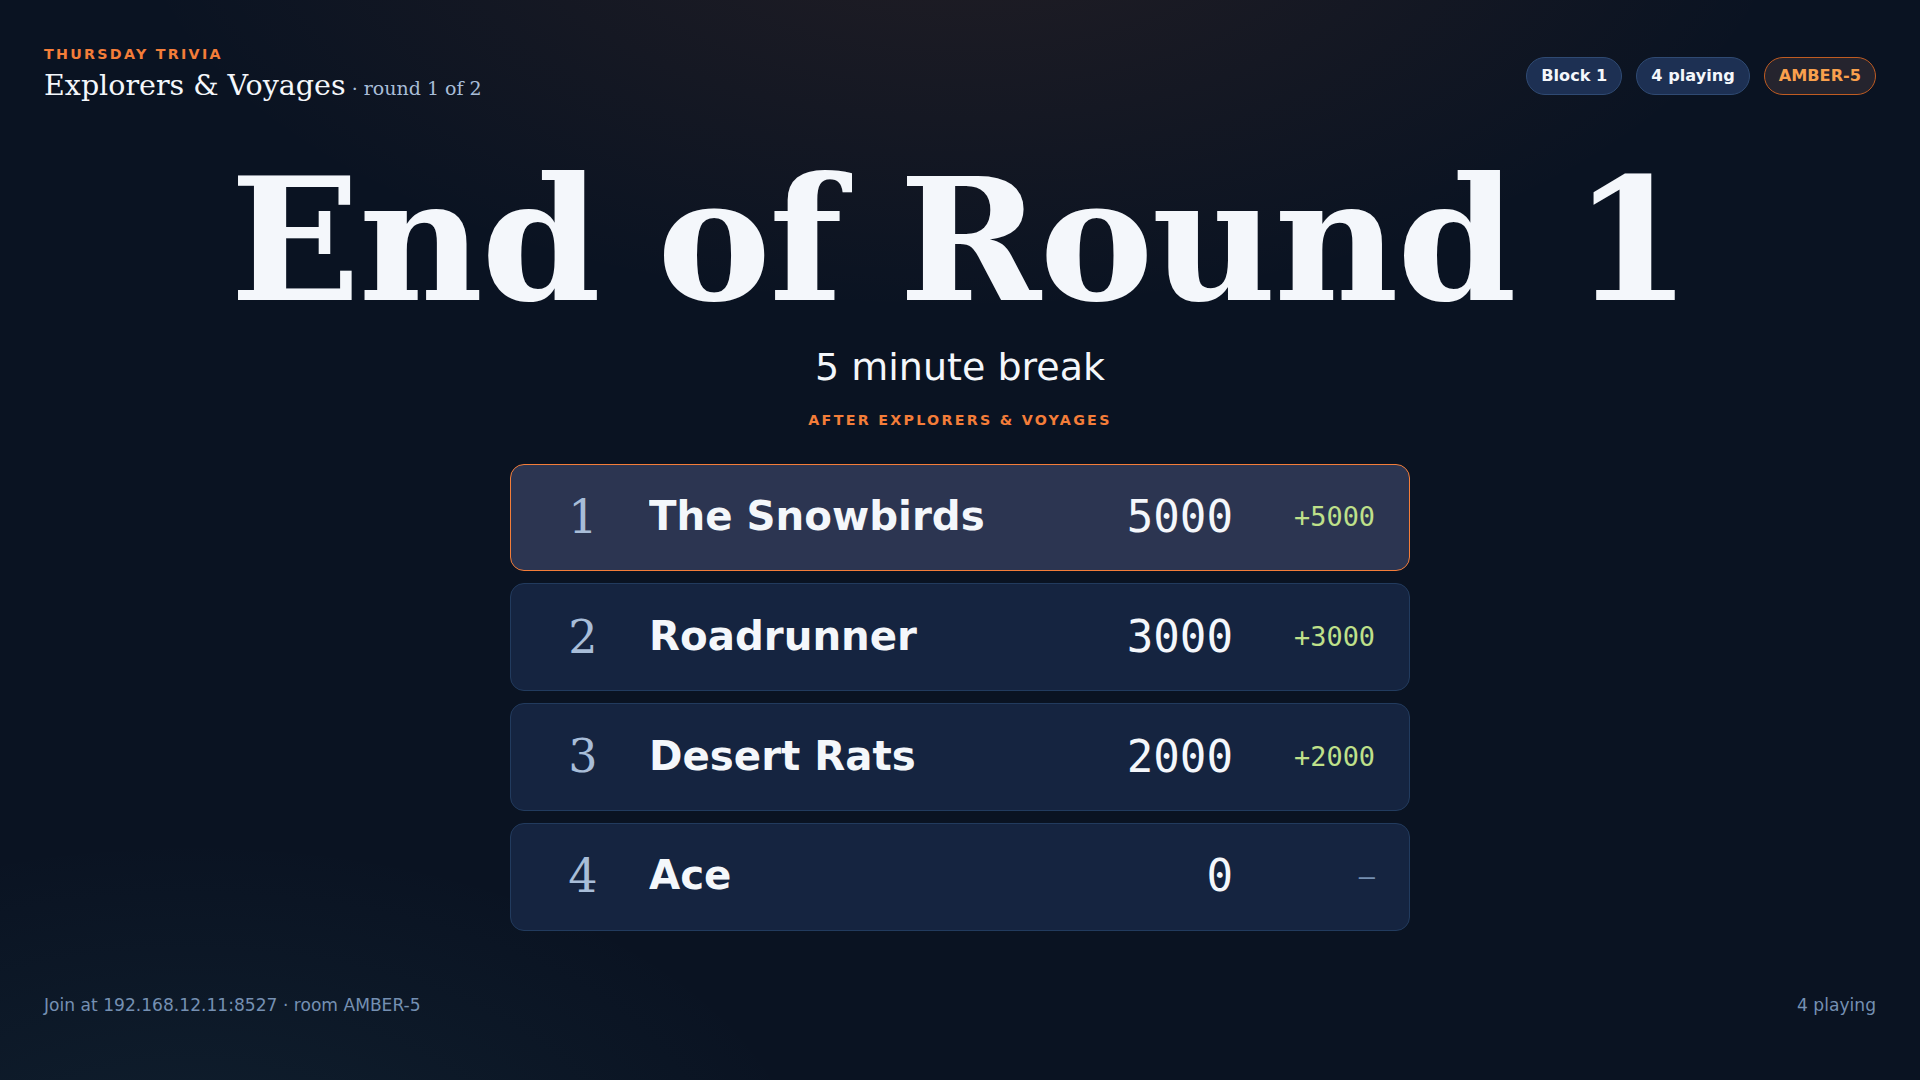 THURSDAY TRIVIA
Explorers & Voyages · round 1 of 2
Block 1
4 playing
AMBER-5
End of Round 1
5 minute break
AFTER EXPLORERS & VOYAGES
1 The Snowbirds 5000 +5000
2 Roadrunner 3000 +3000
3 Desert Rats 2000 +2000
4 Ace 0 –
Join at 192.168.12.11:8527 · room AMBER-5
4 playing